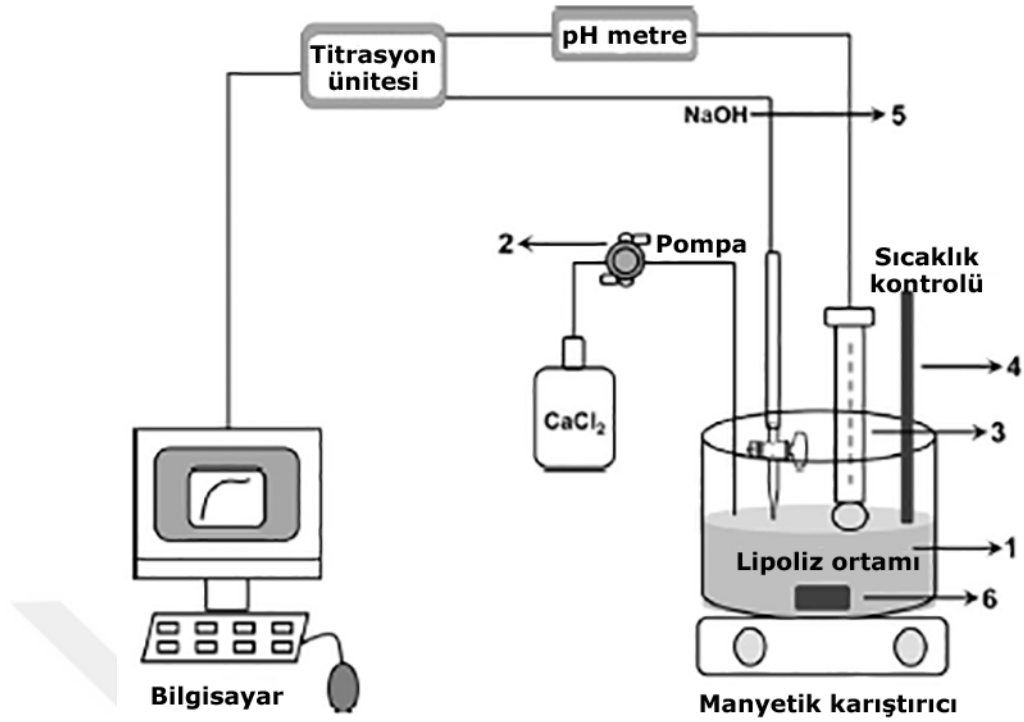 Titrasyon
ünitesi
pH metre
NaOH
5
2
Pompa
Sıcaklık
kontrolü
4
CaCl₂
3
Lipoliz ortamı
1
6
Bilgisayar
Manyetik karıştırıcı